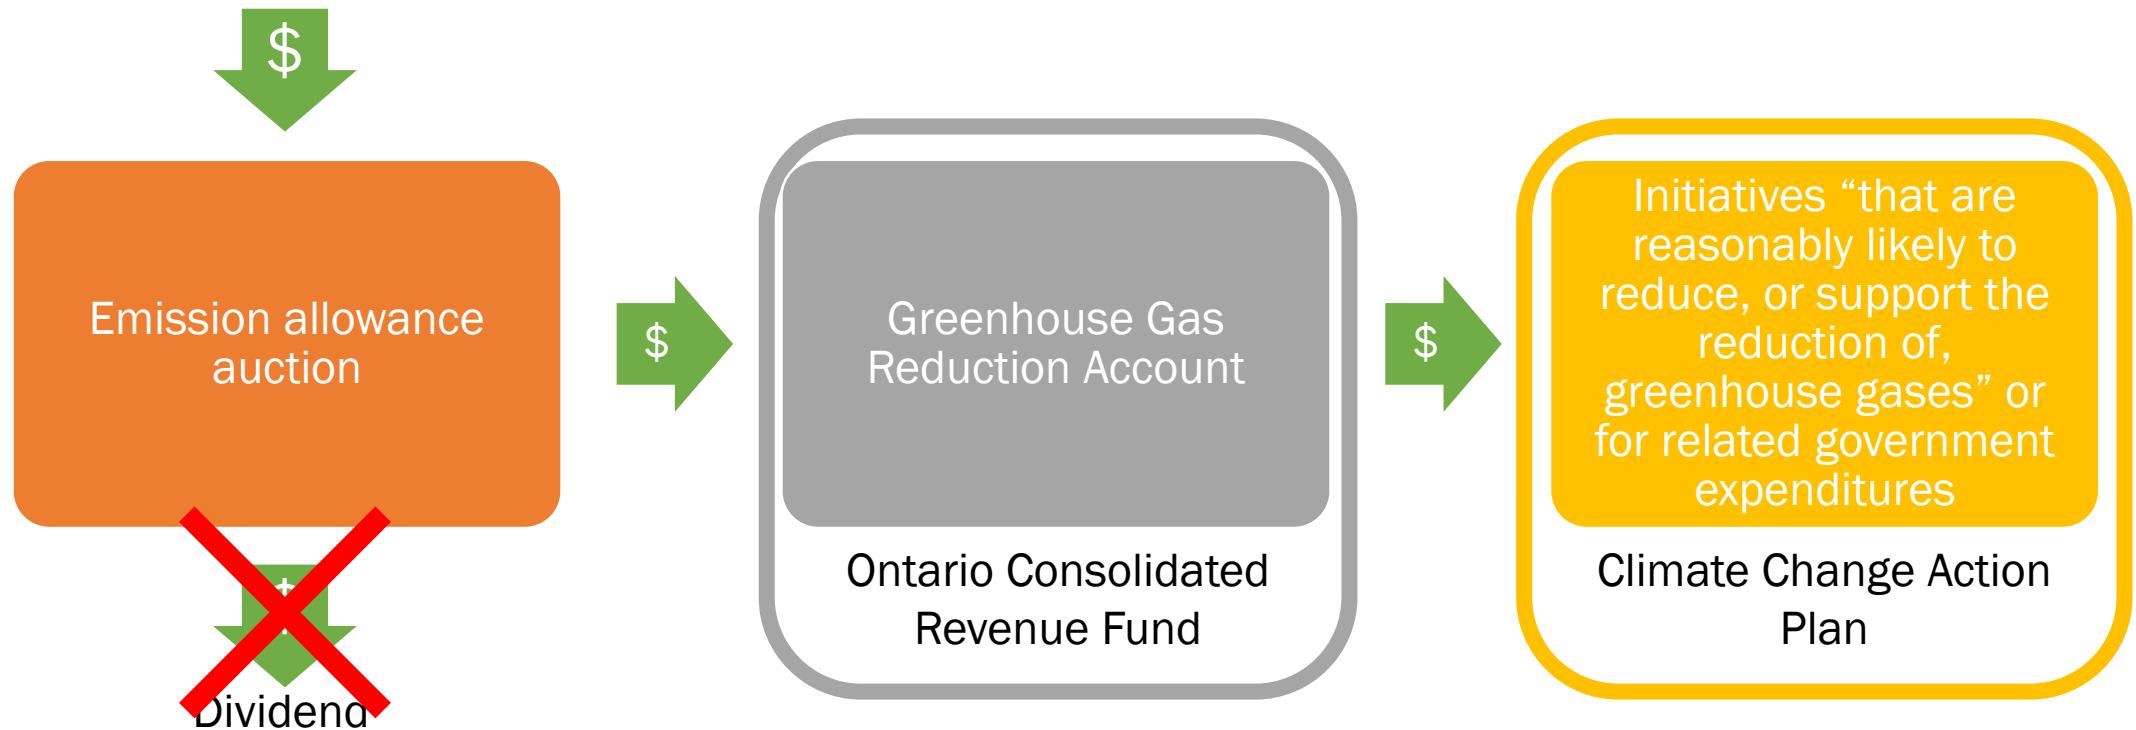 $
Emission allowance
auction
$
Dividend
$
Greenhouse Gas
Reduction Account
Ontario Consolidated
Revenue Fund
$
Initiatives “that are
reasonably likely to
reduce, or support the
reduction of,
greenhouse gases” or
for related government
expenditures
Climate Change Action
Plan